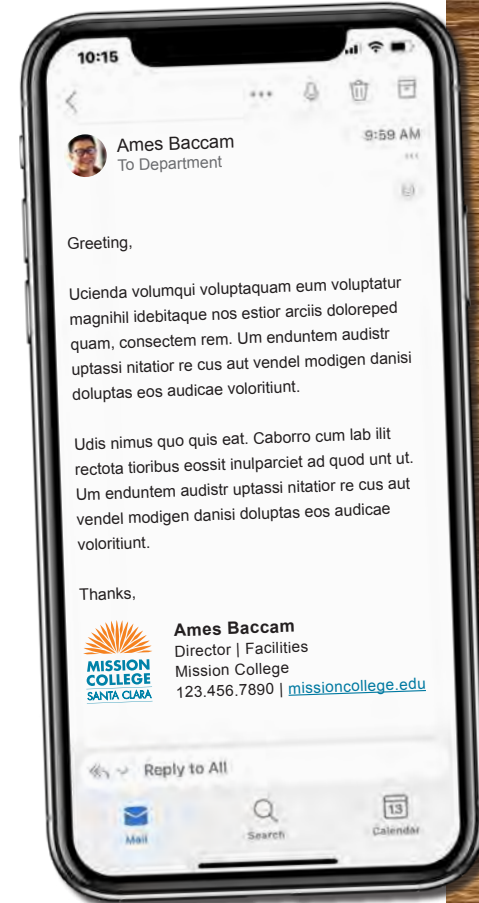 10:15
Ames Baccam
9:59 AM
To Department
Greeting,
Ucienda volumqui voluptaquam eum voluptatur
magnihil idebitaque nos estior arciis doloreped
quam, consectem rem. Um enduntem audistr
uptassi nitatior re cus aut vendel modigen danisi
doluptas eos audicae voloritiunt.
Udis nimus quo quis eat. Caborro cum lab ilit
rectota tioribus eossit inulparciet ad quod unt ut.
Um enduntem audistr uptassi nitatior re cus aut
vendel modigen danisi doluptas eos audicae
voloritiunt.
Thanks,
MISSION
COLLEGE
SANTA CLARA
Ames Baccam
Director | Facilities
Mission College
123.456.7890 | missioncollege.edu
Reply to All
Mail
Search
13
Calendar